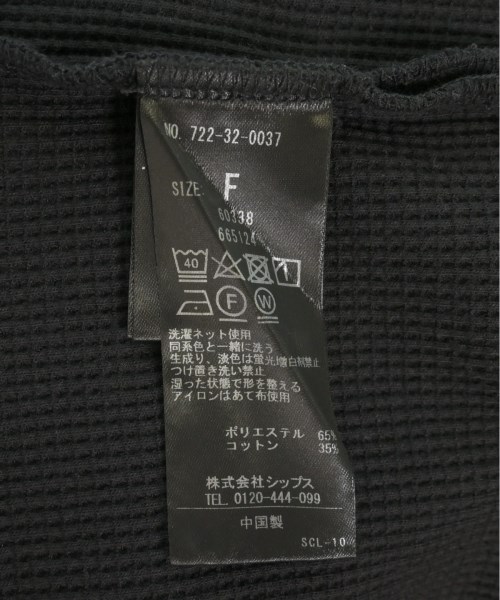 NO. 722-32-0037
SIZE: F
60338
665124
40
F W
洗濯ネット使用
同系色と一緒に洗う
生成り、淡色は蛍光増白剤禁止
つけ置き洗い禁止
湿った状態で形を整える
アイロンはあて布使用
ポリエステル 65%
コットン 35%
株式会社シップス
TEL. 0120-444-099
中国製
SCL-10